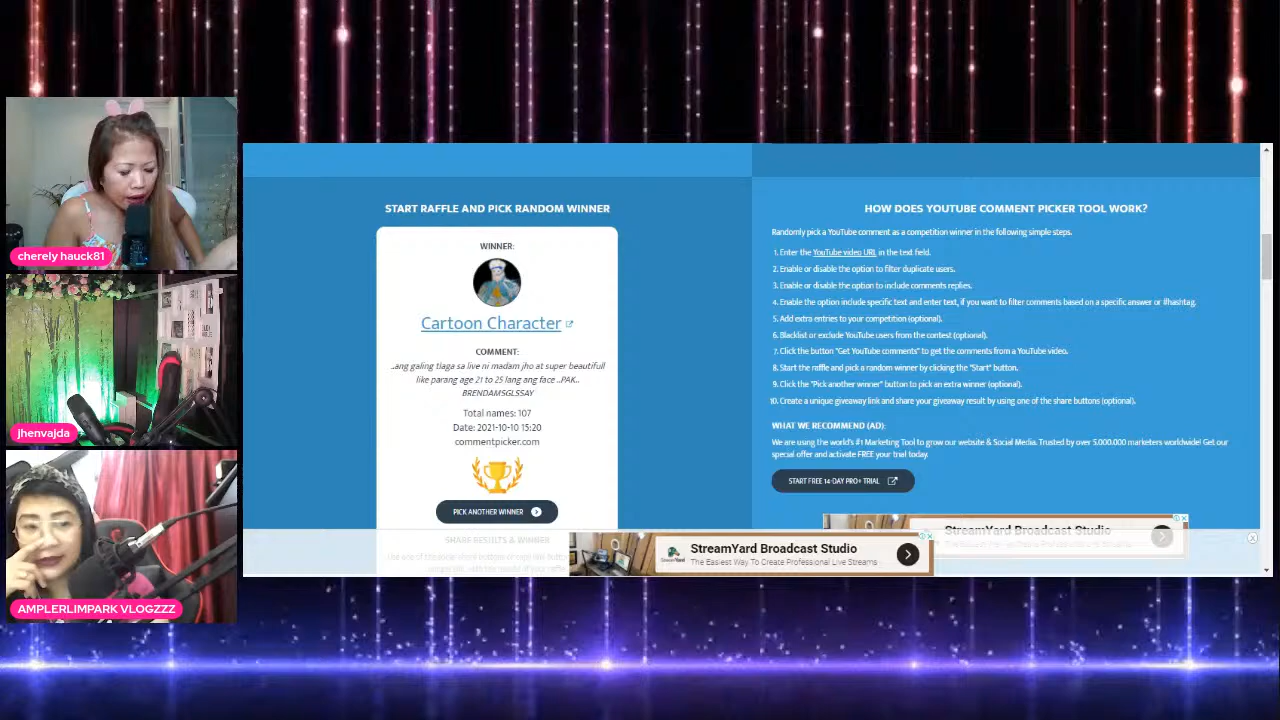 cherely hauck81
jhenvajda
AMPLERLIMPARK VLOGZZZ
START RAFFLE AND PICK RANDOM WINNER
WINNER:
Cartoon Character
COMMENT:
..ang galing tlaga sa live ni madam jho at super beautifull
like parang age 21 to 25 lang ang face ..PAK..
BRENDAMSGLSSAY
Total names: 107
Date: 2021-10-10 15:20
commentpicker.com
PICK ANOTHER WINNER
SHARE RESULTS & WINNER
HOW DOES YOUTUBE COMMENT PICKER TOOL WORK?
Randomly pick a YouTube comment as a competition winner in the following simple steps.
1. Enter the YouTube video URL in the text field.
2. Enable or disable the option to filter duplicate users.
3. Enable or disable the option to include comments replies.
4. Enable the option include specific text and enter text, if you want to filter comments based on a specific answer or #hashtag.
5. Add extra entries to your competition (optional).
6. Blacklist or exclude YouTube users from the contest (optional).
7. Click the button "Get YouTube comments" to get the comments from a YouTube video.
8. Start the raffle and pick a random winner by clicking the "Start" button.
9. Click the "Pick another winner" button to pick an extra winner (optional).
10. Create a unique giveaway link and share your giveaway result by using one of the share buttons (optional).
WHAT WE RECOMMEND (AD):
We are using the world's #1 Marketing Tool to grow our website & Social Media. Trusted by over 5.000.000 marketers worldwide! Get our
special offer and activate FREE your trial today.
START FREE 14-DAY PRO+ TRIAL
StreamYard Broadcast Studio
StreamYard Broadcast Studio
The Easiest Way To Create Professional Live Streams